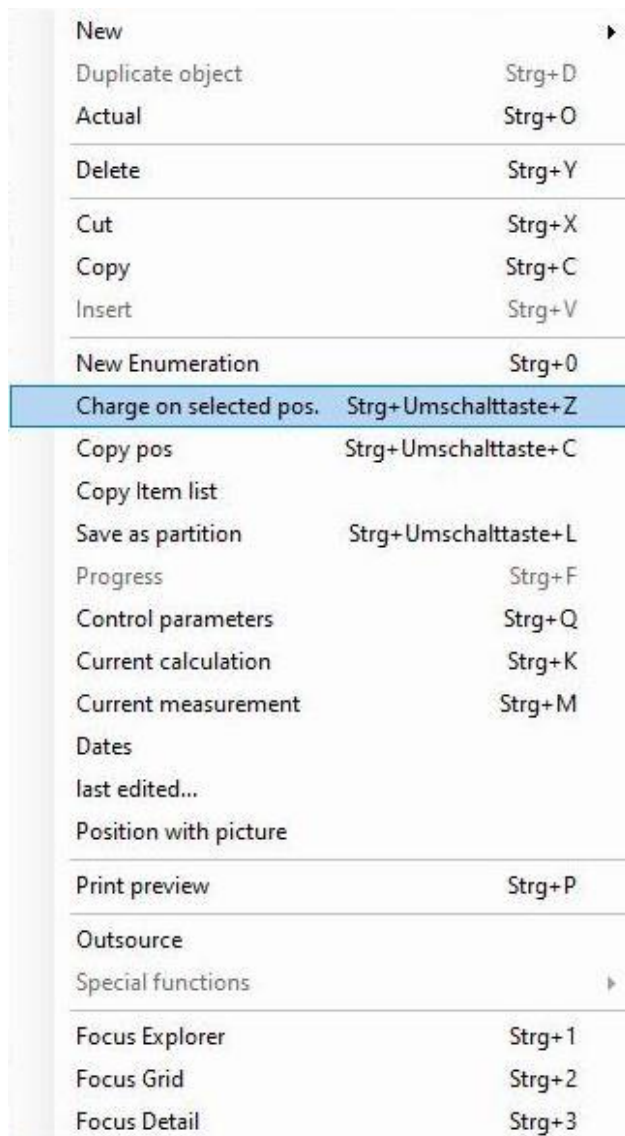 New
Duplicate object Strg+D
Actual Strg+O
Delete Strg+Y
Cut Strg+X
Copy Strg+C
Insert Strg+V
New Enumeration Strg+0
Charge on selected pos. Strg+Umschalttaste+Z
Copy pos Strg+Umschalttaste+C
Copy Item list
Save as partition Strg+Umschalttaste+L
Progress Strg+F
Control parameters Strg+Q
Current calculation Strg+K
Current measurement Strg+M
Dates
last edited...
Position with picture
Print preview Strg+P
Outsource
Special functions
Focus Explorer Strg+1
Focus Grid Strg+2
Focus Detail Strg+3